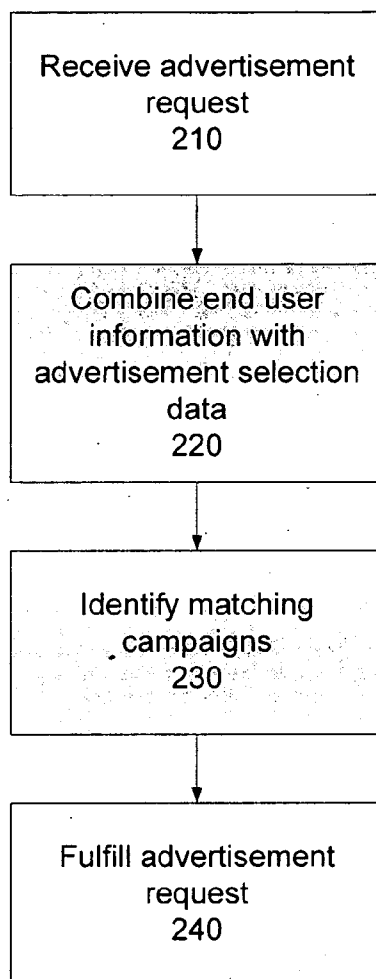 Receive advertisement
request
210
Combine end user
information with
advertisement selection
data
220
Identify matching
campaigns
230
Fulfill advertisement
request
240